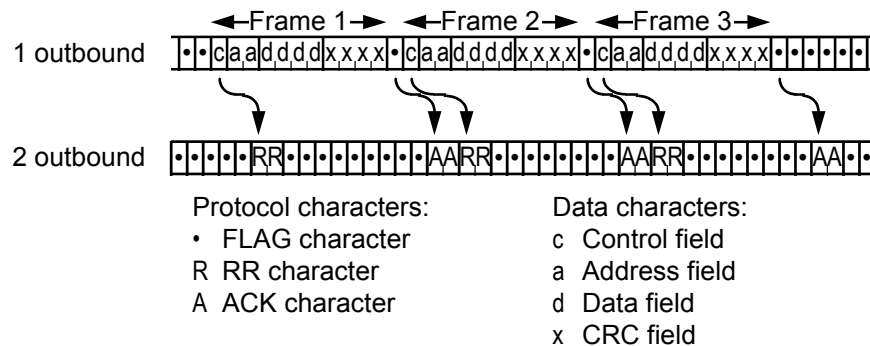 Frame 1 Frame 2 Frame 3
1 outbound ••caaddddxxxx•caaddddxxxx•caaddddxxxx••••••
2 outbound •••••RR•••••••••AARR••••••••AARR••••••••AA••
Protocol characters:
• FLAG character
R RR character
A ACK character
Data characters:
c Control field
a Address field
d Data field
x CRC field